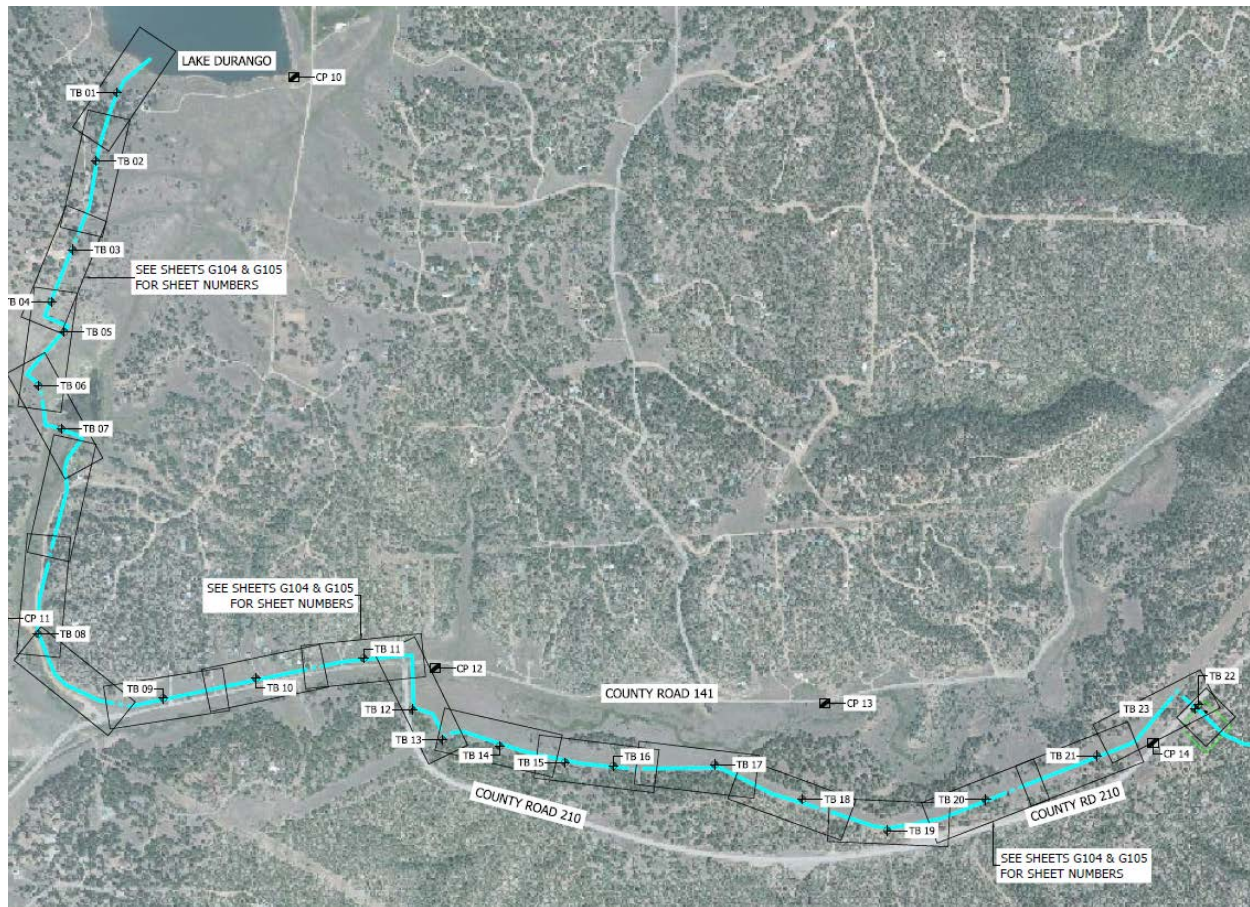 LAKE DURANGO
CP 10
TB 01
TB 02
TB 03
SEE SHEETS G104 & G105
FOR SHEET NUMBERS
TB 04
TB 05
TB 06
TB 07
SEE SHEETS G104 & G105
FOR SHEET NUMBERS
CP 11
TB 08
TB 11
CP 12
TB 09
TB 10
COUNTY ROAD 141
CP 13
TB 22
TB 23
TB 12
TB 13
TB 14
TB 15
TB 16
TB 17
TB 21
CP 14
COUNTY ROAD 210
TB 18
TB 20
COUNTY RD 210
TB 19
SEE SHEETS G104 & G105
FOR SHEET NUMBERS